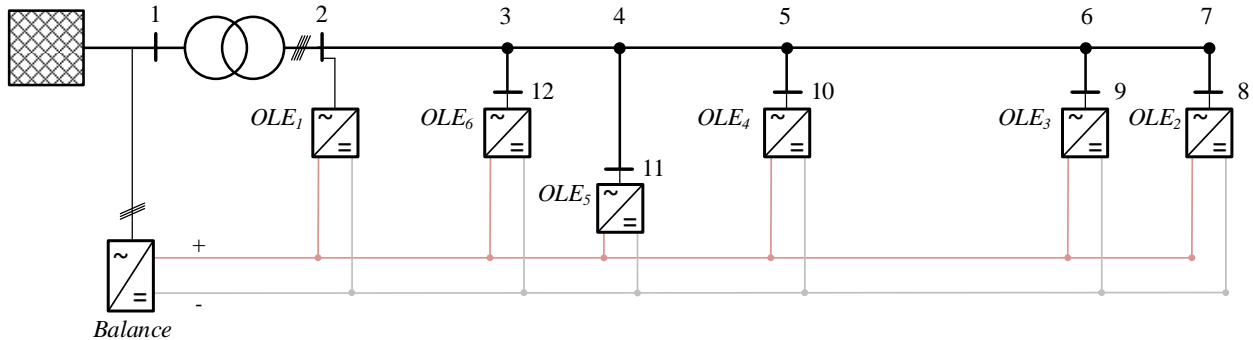 1 2 3 4 5 6 7
12 10 9 8
OLE₁ OLE₆ OLE₄ OLE₃ OLE₂
~ ~ ~ ~ ~
= = = = =
11
OLE₅ ~
=
+
~
=
-
Balance